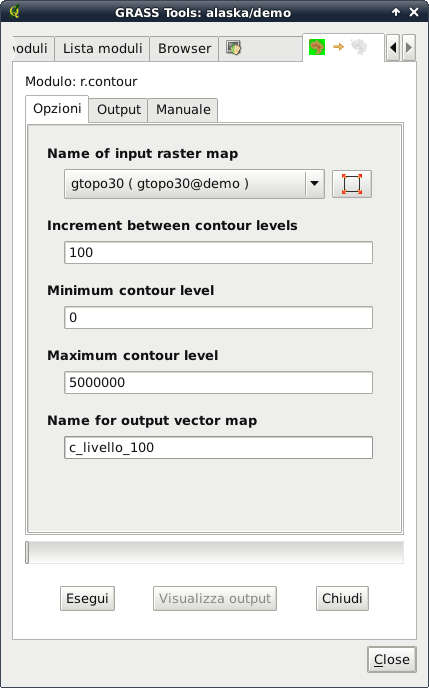 GRASS Tools: alaska/demo
oduli Lista moduli Browser
Modulo: r.contour
Opzioni Output Manuale
Name of input raster map
gtopo30 ( gtopo30@demo )
Increment between contour levels
100
Minimum contour level
0
Maximum contour level
5000000
Name for output vector map
c_livello_100
Esegui Visualizza output Chiudi
Close